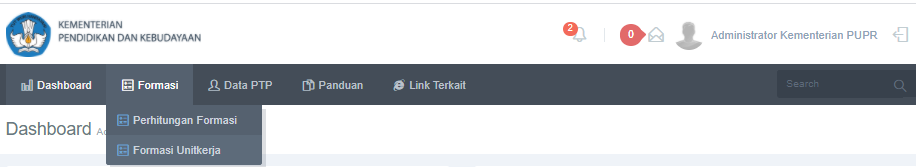 KEMENTERIAN
PENDIDIKAN DAN KEBUDAYAAN
2
0
Administrator Kementerian PUPR
Dashboard Formasi Data PTP Panduan Link Terkait Search
Perhitungan Formasi
Dashboard
Formasi Unitkerja